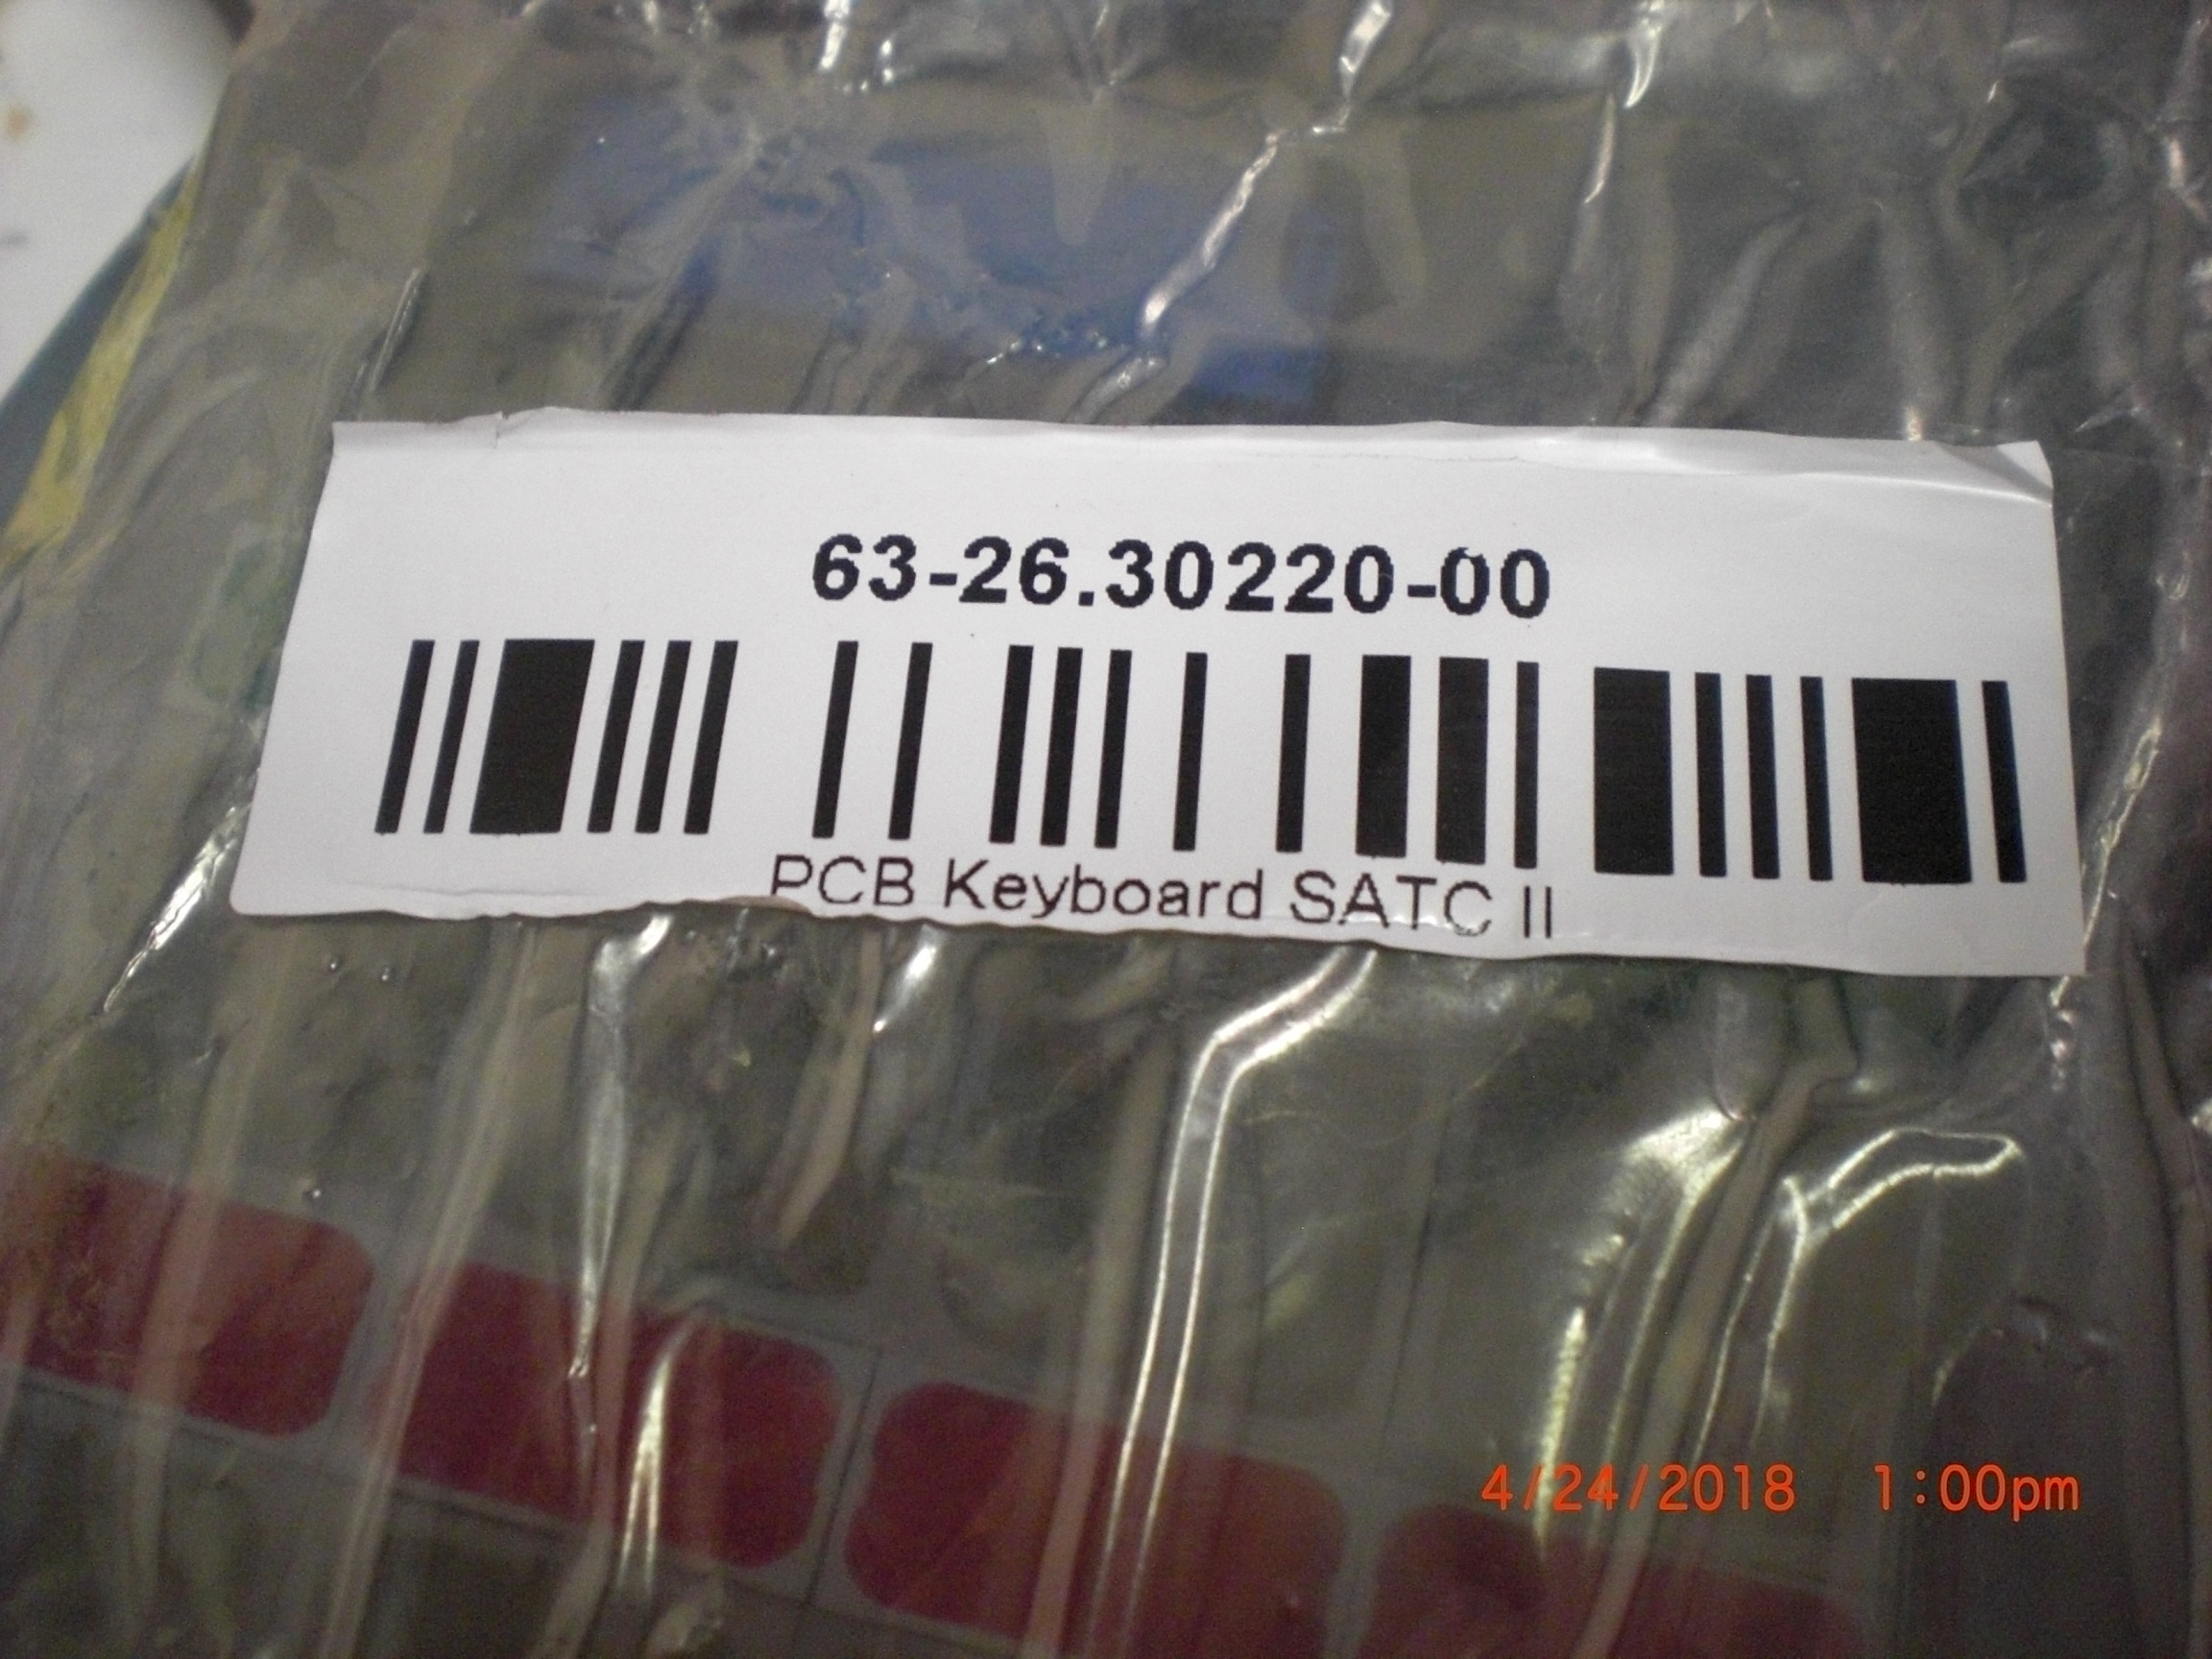 63-26.30220-00
PCB Keyboard SATC II
4/24/2018 1:00pm